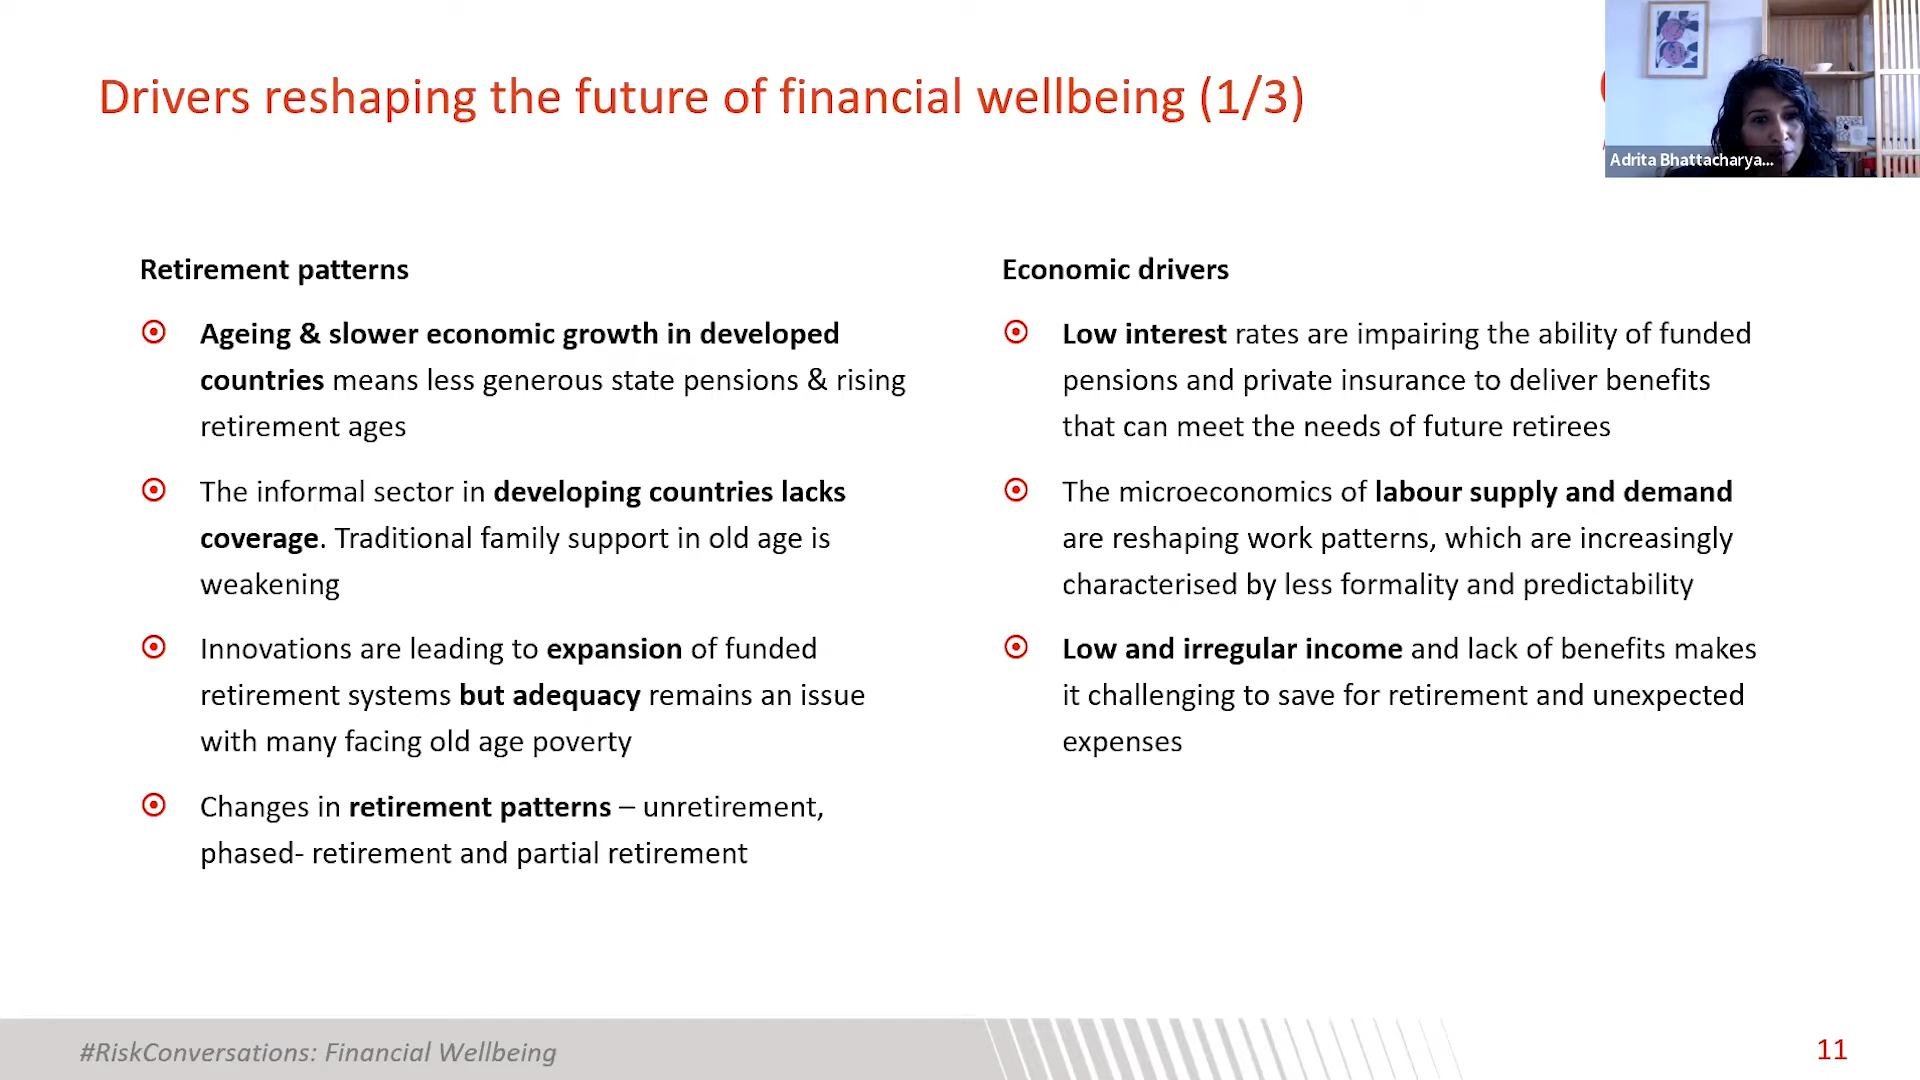 Drivers reshaping the future of financial wellbeing (1/3)
Adrita Bhattacharya...
Retirement patterns
Ageing & slower economic growth in developed
countries means less generous state pensions & rising
retirement ages
The informal sector in developing countries lacks
coverage. Traditional family support in old age is
weakening
Innovations are leading to expansion of funded
retirement systems but adequacy remains an issue
with many facing old age poverty
Changes in retirement patterns – unretirement,
phased- retirement and partial retirement
Economic drivers
Low interest rates are impairing the ability of funded
pensions and private insurance to deliver benefits
that can meet the needs of future retirees
The microeconomics of labour supply and demand
are reshaping work patterns, which are increasingly
characterised by less formality and predictability
Low and irregular income and lack of benefits makes
it challenging to save for retirement and unexpected
expenses
#RiskConversations: Financial Wellbeing
11